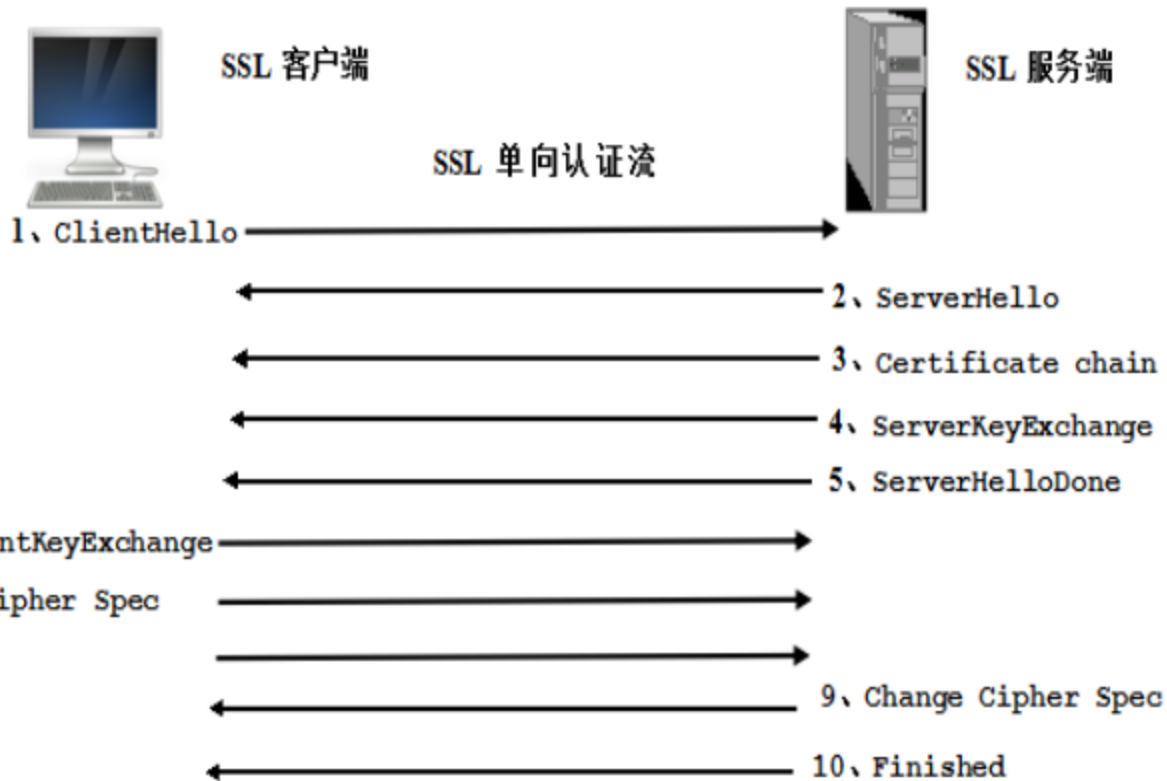 SSL 客户端
SSL 服务端
SSL 单向认证流
1、ClientHello
2、ServerHello
3、Certificate chain
4、ServerKeyExchange
5、ServerHelloDone
ntKeyExchange
ipher Spec
9、Change Cipher Spec
10、Finished